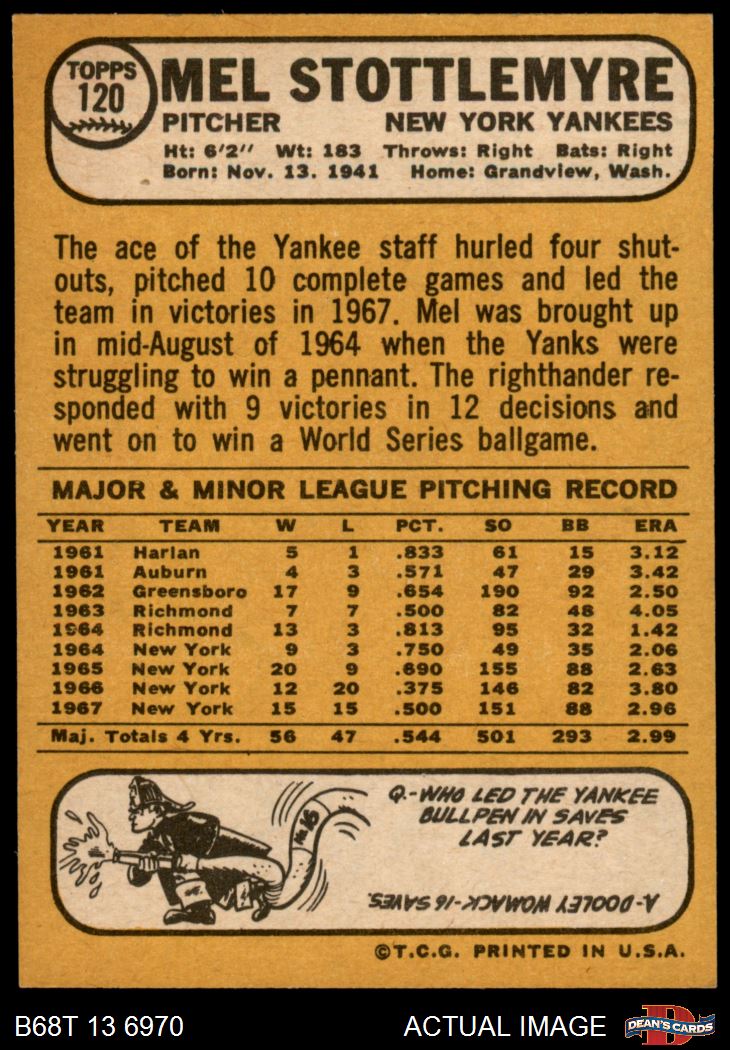 TOPPS
120
MEL STOTTLEMYRE
PITCHER NEW YORK YANKEES
Ht: 6'2" Wt: 183 Throws: Right Bats: Right
Born: Nov. 13. 1941 Home: Grandview, Wash.
The ace of the Yankee staff hurled four shut-
outs, pitched 10 complete games and led the
team in victories in 1967. Mel was brought up
in mid-August of 1964 when the Yanks were
struggling to win a pennant. The righthander re-
sponded with 9 victories in 12 decisions and
went on to win a World Series ballgame.
MAJOR & MINOR LEAGUE PITCHING RECORD
YEAR TEAM W L PCT. SO BB ERA
1961 Harlan 5 1 .833 61 15 3.12
1961 Auburn 4 3 .571 47 29 3.42
1962 Greensboro 17 9 .654 190 92 2.50
1963 Richmond 7 7 .500 82 48 4.05
1964 Richmond 13 3 .813 95 32 1.42
1964 New York 9 3 .750 49 35 2.06
1965 New York 20 9 .690 155 88 2.63
1966 New York 12 20 .375 146 82 3.80
1967 New York 15 15 .500 151 88 2.96
Maj. Totals 4 Yrs. 56 47 .544 501 293 2.99
No. 16
Q.-WHO LED THE YANKEE
BULLPEN IN SAVES
LAST YEAR?
A-DOOLEY WOMACK-16 SAVES.
©T.C.G. PRINTED IN U.S.A.
B68T 13 6970 ACTUAL IMAGE
D
DEAN'S CARDS